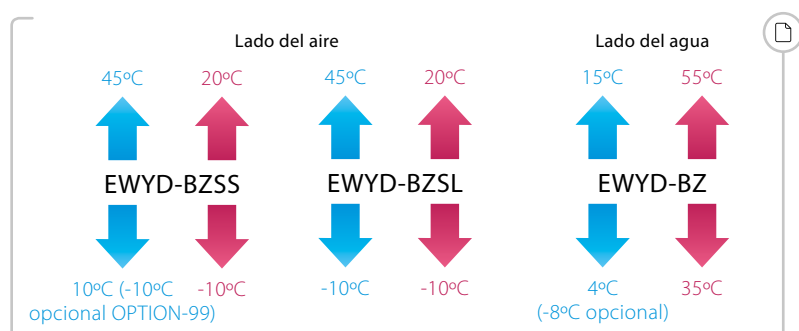 Lado del aire
Lado del agua
45ºC 20ºC 45ºC 20ºC 15ºC 55ºC
EWYD-BZSS EWYD-BZSL EWYD-BZ
10ºC (-10ºC -10ºC -10ºC -10ºC 4ºC 35ºC
opcional OPTION-99) (-8ºC opcional)